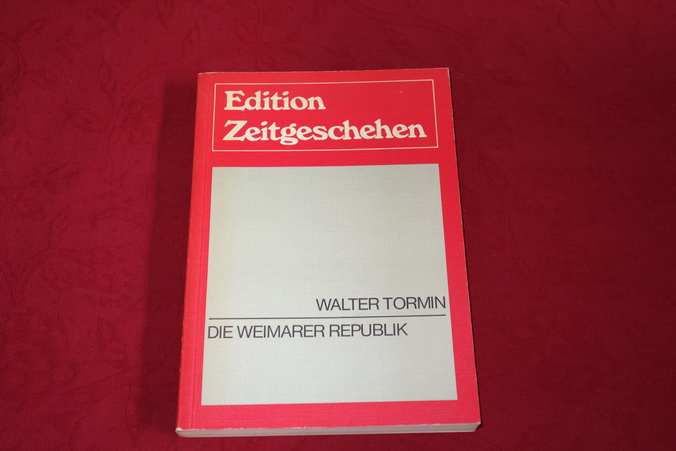 Edition
Zeitgeschehen
WALTER TORMIN
DIE WEIMARER REPUBLIK